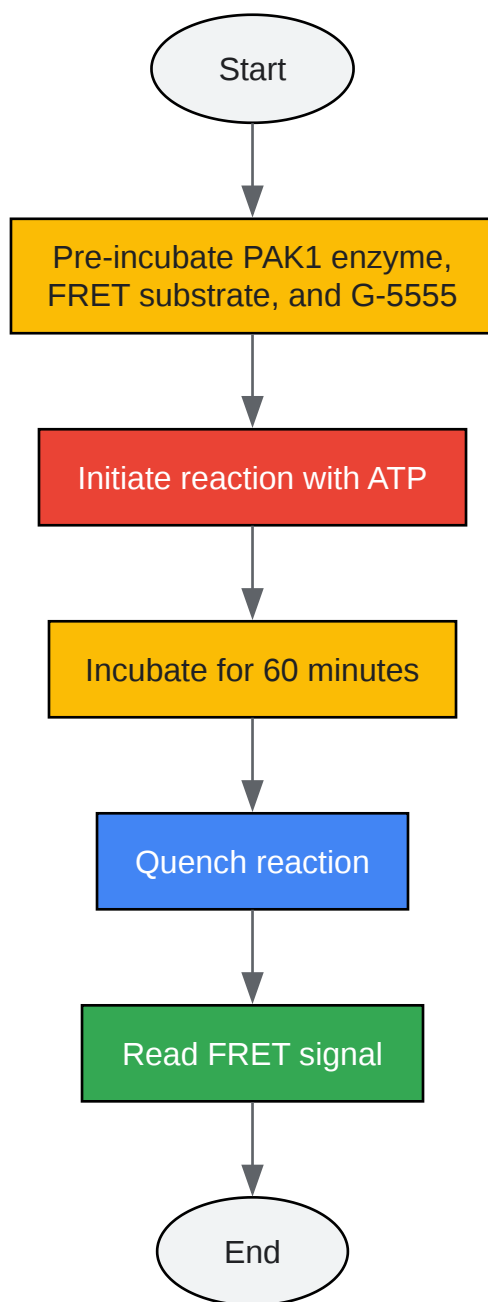 Start
Pre-incubate PAK1 enzyme,
FRET substrate, and G-5555
Initiate reaction with ATP
Incubate for 60 minutes
Quench reaction
Read FRET signal
End